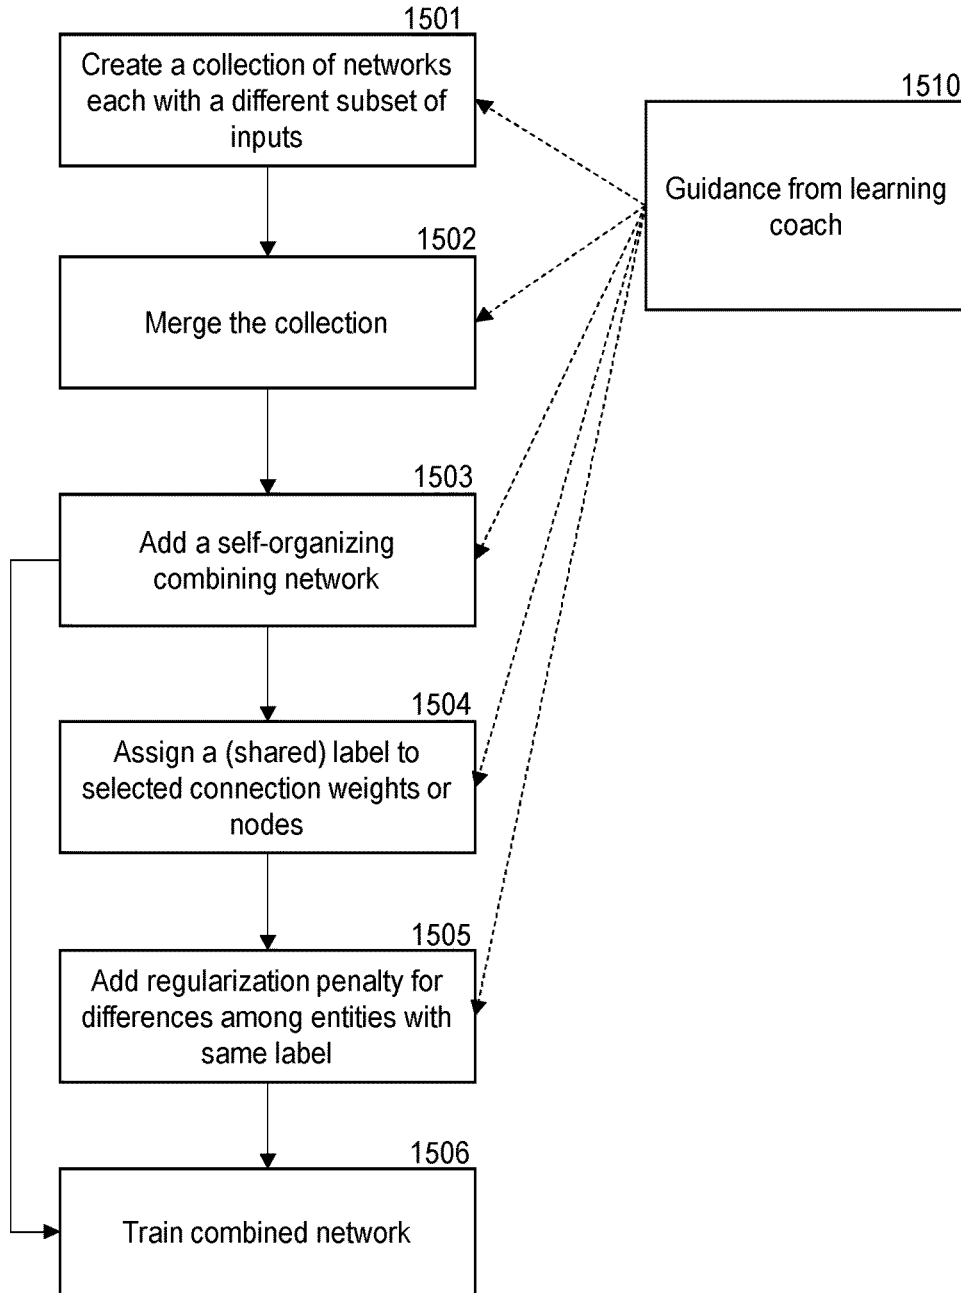 1501
Create a collection of networks
each with a different subset of
inputs
1510
Guidance from learning
coach
1502
Merge the collection
1503
Add a self-organizing
combining network
1504
Assign a (shared) label to
selected connection weights or
nodes
1505
Add regularization penalty for
differences among entities with
same label
1506
Train combined network